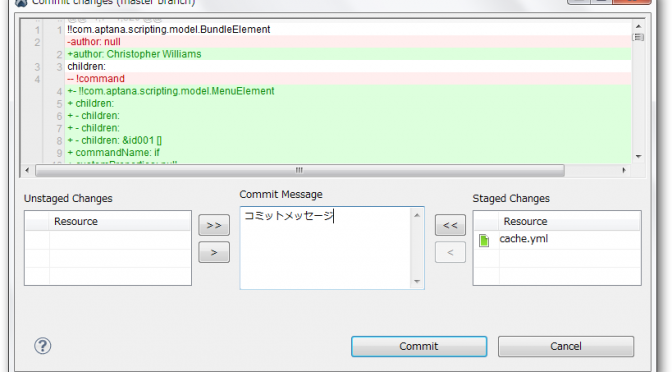 Commit changes (master branch)
1 1 !!com.aptana.scripting.model.BundleElement
2 -author: null
2 +author: Christopher Williams
3 3 children:
4 -- !command
4 +- !!com.aptana.scripting.model.MenuElement
5 + children:
6 + - children:
7 + - children:
8 + - children: &id001 []
9 + commandName: if
Unstaged Changes
Commit Message
Staged Changes
Resource
コミットメッセージ
Resource
>>
<<
cache.yml
>
<
?
Commit
Cancel